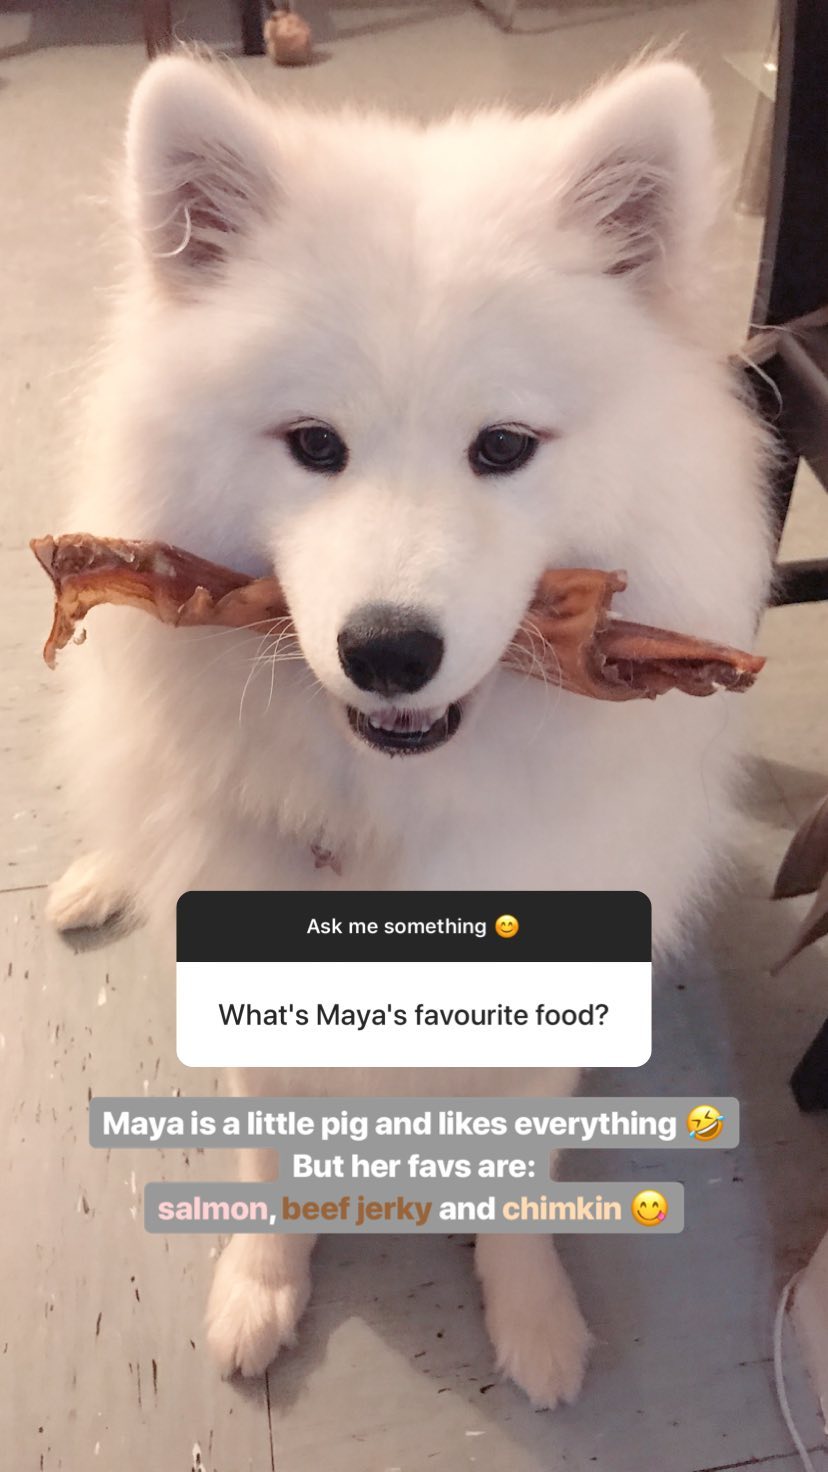 Ask me something 😊
What's Maya's favourite food?
Maya is a little pig and likes everything 🤣
But her favs are:
salmon, beef jerky and chimkin 😋